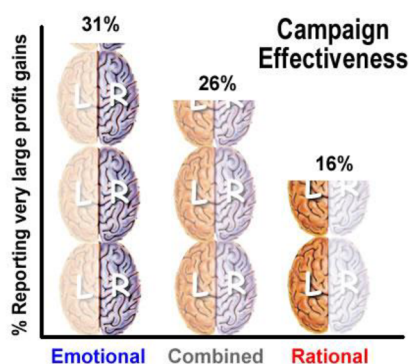 Campaign
Effectiveness
% Reporting very large profit gains
31%
26%
16%
L R
L R
L R
L R
L R
L R
L R
L R
Emotional Combined Rational